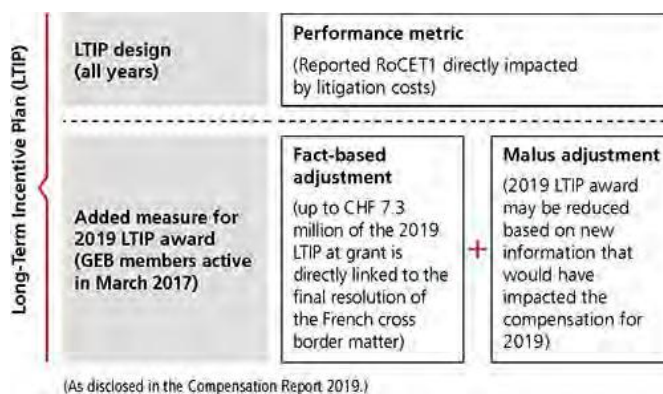 Long-Term Incentive Plan (LTIP)
LTIP design
(all years)
Performance metric
(Reported RoCET1 directly impacted
by litigation costs)
Added measure for
2019 LTIP award
(GEB members active
in March 2017)
Fact-based
adjustment
(up to CHF 7.3
million of the 2019
LTIP at grant is
directly linked to the
final resolution of
the French cross
border matter)
+
Malus adjustment
(2019 LTIP award
may be reduced
based on new
information that
would have
impacted the
compensation for
2019)
(As disclosed in the Compensation Report 2019.)